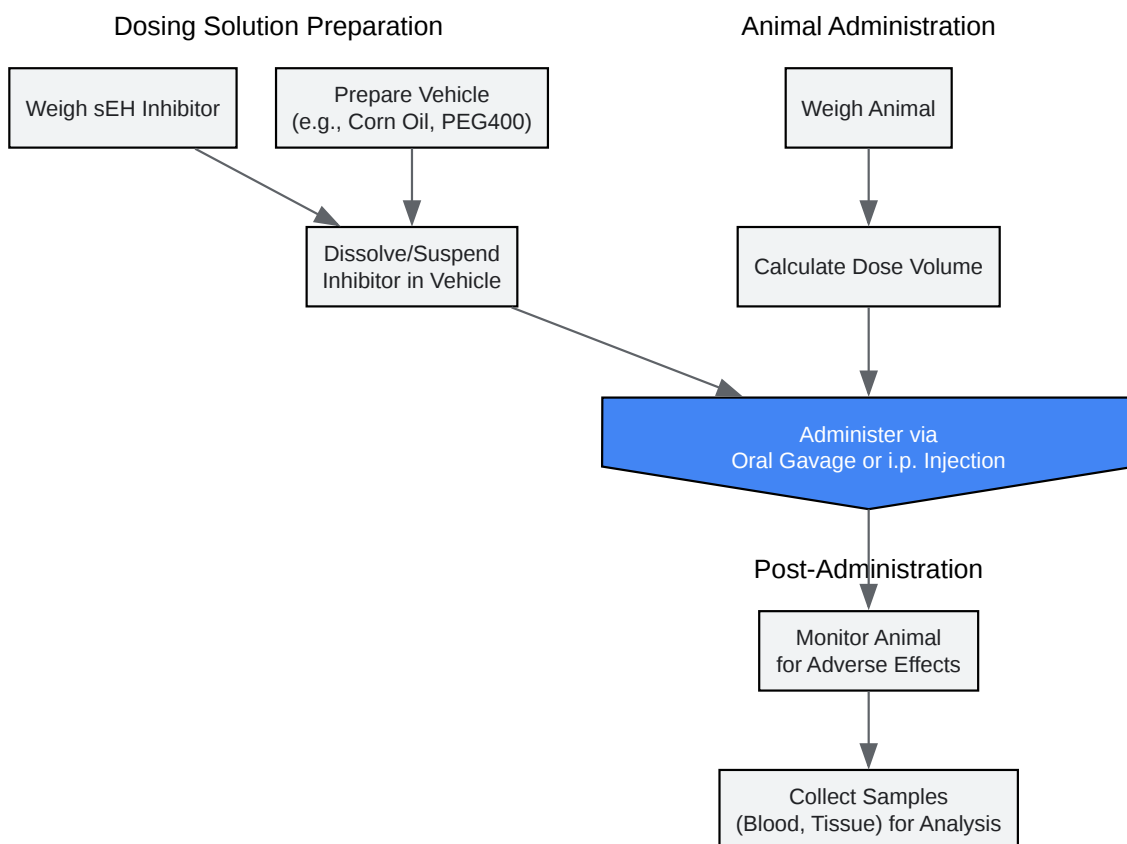 Dosing Solution Preparation
Animal Administration
Weigh sEH Inhibitor
Prepare Vehicle
(e.g., Corn Oil, PEG400)
Weigh Animal
Dissolve/Suspend
Inhibitor in Vehicle
Calculate Dose Volume
Administer via
Oral Gavage or i.p. Injection
Post-Administration
Monitor Animal
for Adverse Effects
Collect Samples
(Blood, Tissue) for Analysis